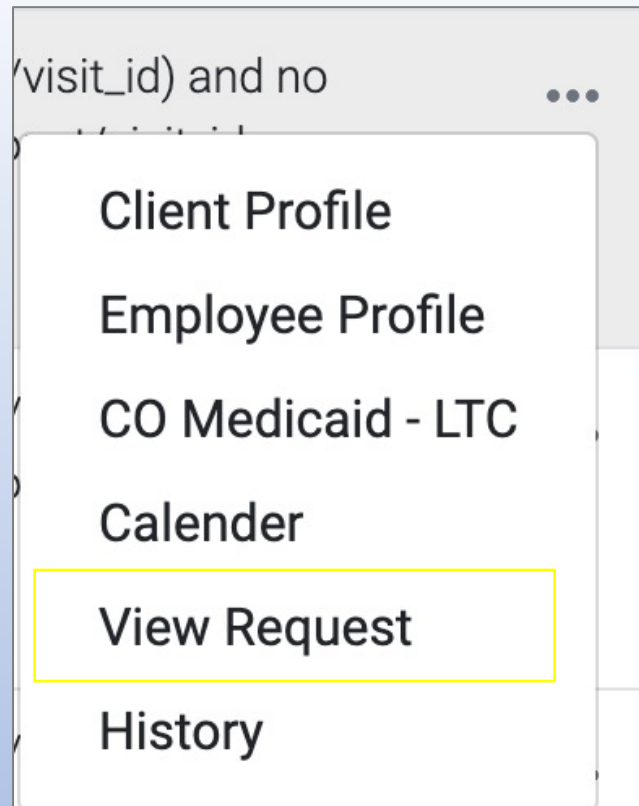 /visit_id) and no
Client Profile
Employee Profile
CO Medicaid - LTC
Calender
View Request
History